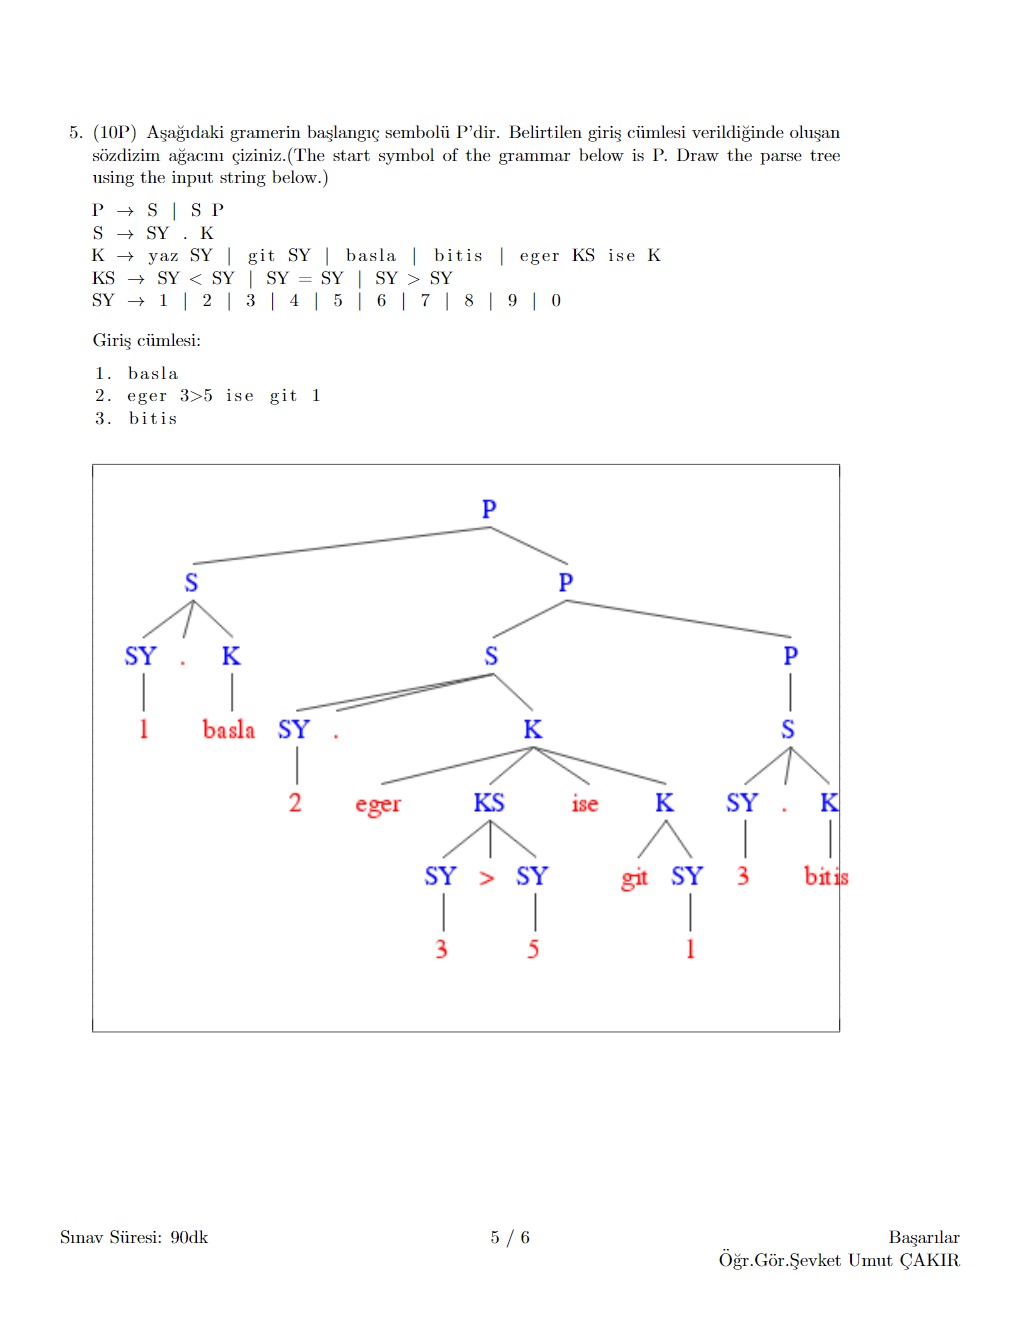 5. (10P) Aşağıdaki gramerin başlangıç sembolü P'dir. Belirtilen giriş cümlesi verildiğinde oluşan
sözdizim ağacını çiziniz.(The start symbol of the grammar below is P. Draw the parse tree
using the input string below.)
P → S | S P
S → SY . K
K → yaz SY | git SY | basla | bitis | eger KS ise K
KS → SY < SY | SY = SY | SY > SY
SY → 1 | 2 | 3 | 4 | 5 | 6 | 7 | 8 | 9 | 0
Giriş cümlesi:
1. basla
2. eger 3>5 ise git 1
3. bitis
P
S P
SY . K S P
1 basla SY . K S
2 eger KS ise K SY . K
SY > SY git SY 3 bitis
3 5 1
Sınav Süresi: 90dk 5 / 6 Başarılar
Öğr.Gör.Şevket Umut ÇAKIR